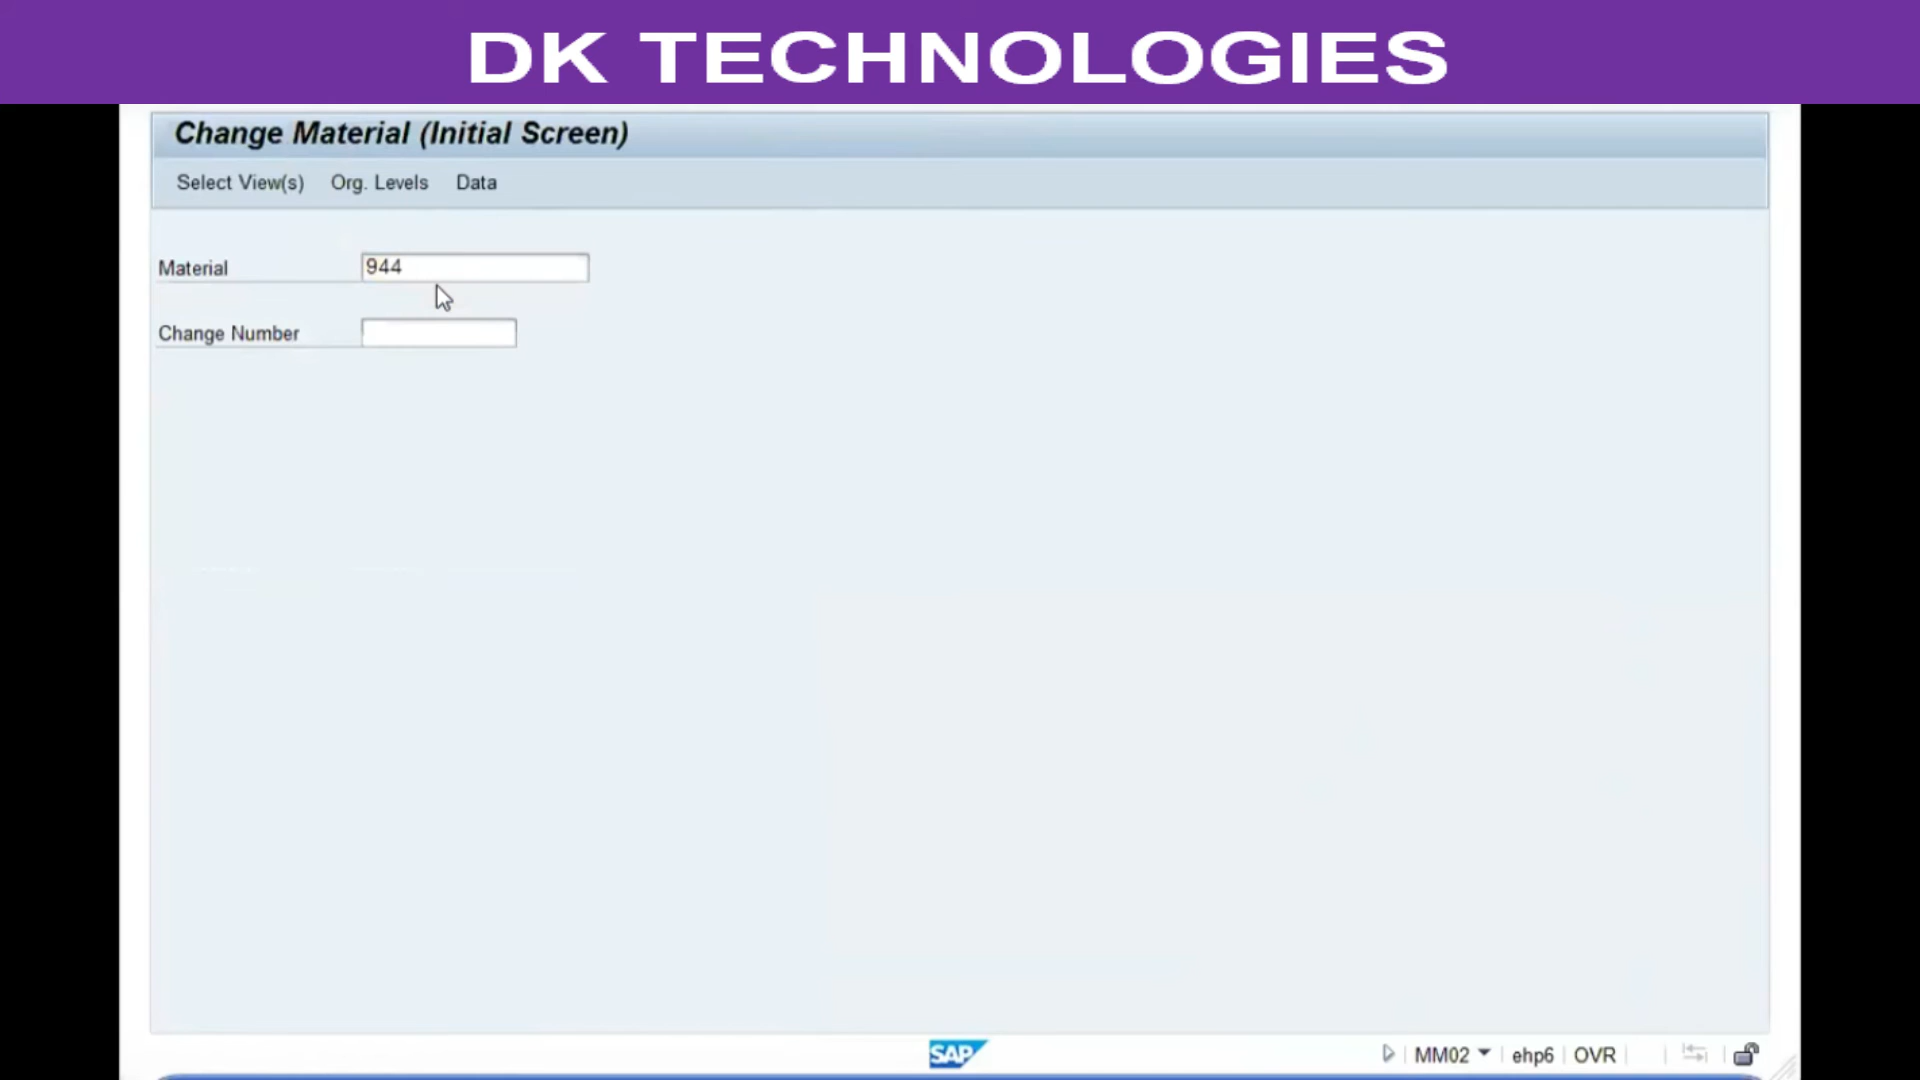 DK TECHNOLOGIES
Change Material (Initial Screen)
Select View(s) Org. Levels Data
Material 944
Change Number
SAP MM02 ehp6 OVR